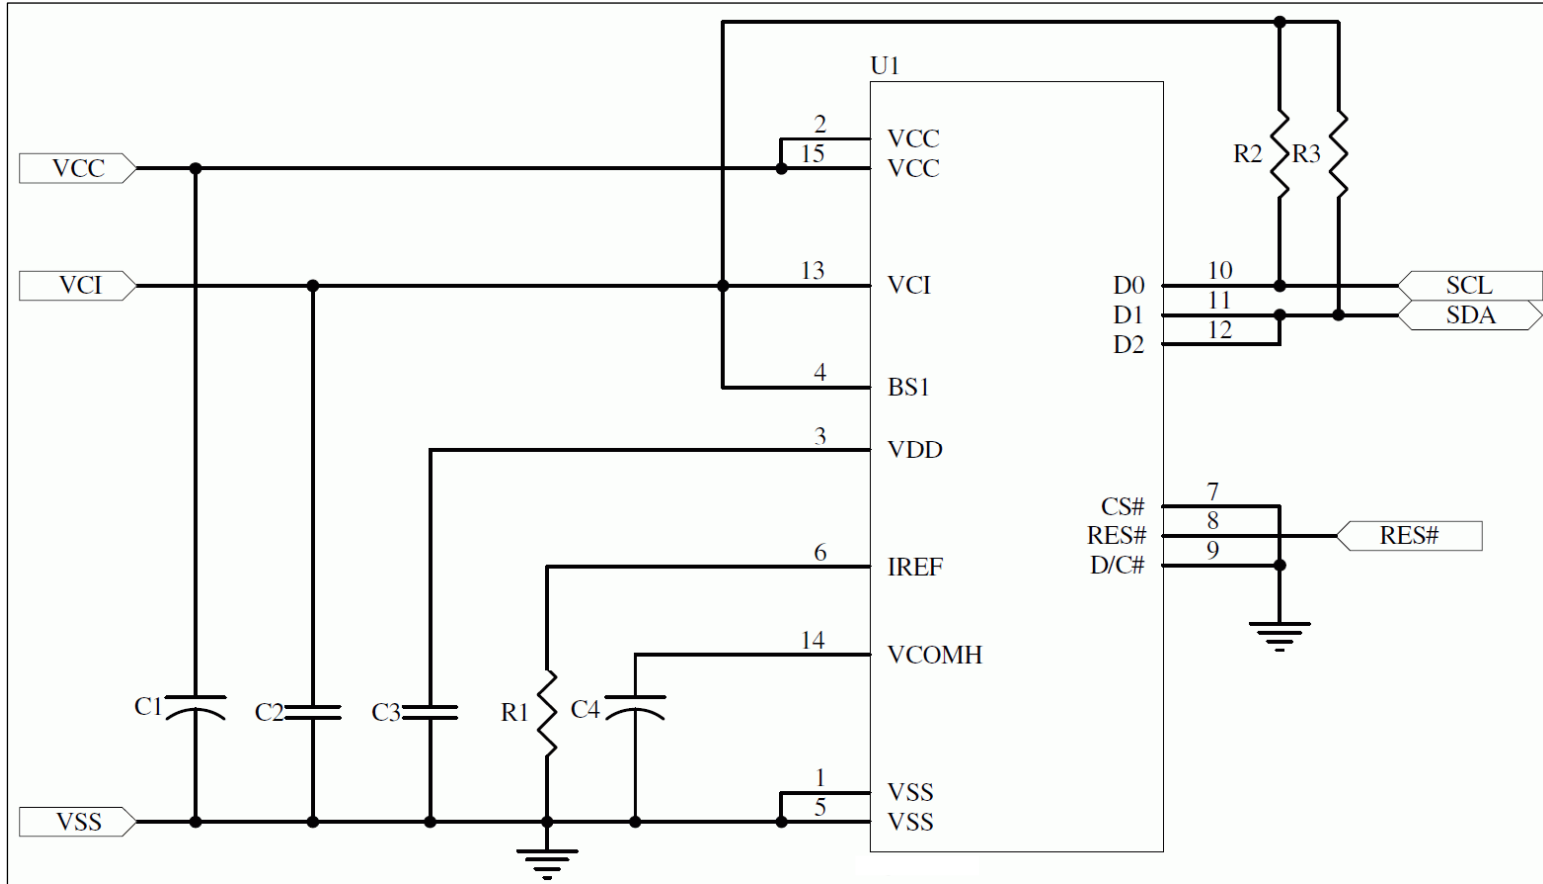 U1
2
VCC
15
VCC
R2
R3
VCC
VCI
13
VCI
D0
10
SCL
D1
11
SDA
D2
12
4
BS1
3
VDD
CS#
7
RES#
8
RES#
D/C#
9
6
IREF
14
VCOMH
C1
C2
C3
R1
C4
1
VSS
5
VSS
VSS